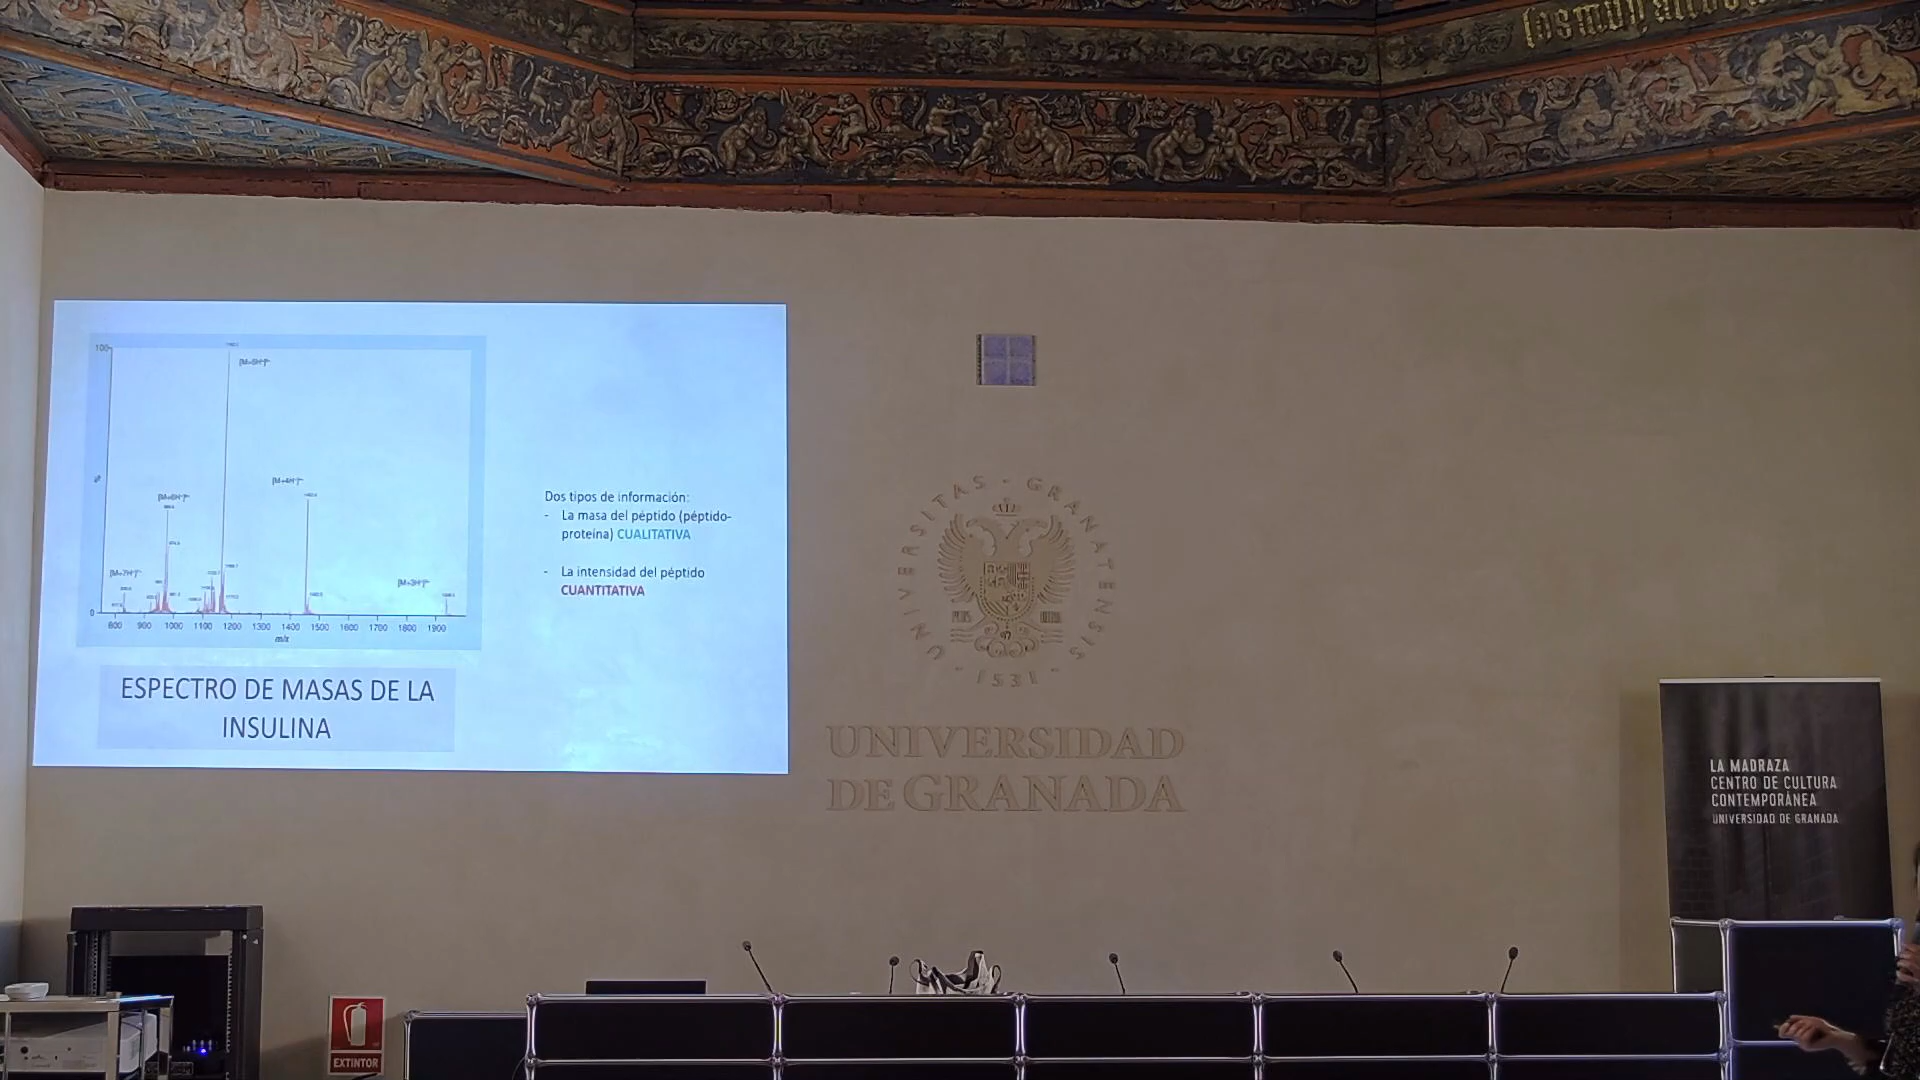 losmuy
100
[M+5H⁺]⁵⁺
%
[M+4H⁺]⁴⁺
[M+6H⁺]⁶⁺
[M+7H⁺]⁷⁺
[M+3H⁺]³⁺
0
800 900 1000 1100 1200 1300 1400 1500 1600 1700 1800 1900
m/z
ESPECTRO DE MASAS DE LA
INSULINA
Dos tipos de información:
- La masa del péptido (péptido-
proteína) CUALITATIVA
- La intensidad del péptido
CUANTITATIVA
UNIVERSITAS · GRANATENSIS
· 1531 ·
UNIVERSIDAD
DE GRANADA
LA MADRAZA
CENTRO DE CULTURA
CONTEMPORÁNEA
UNIVERSIDAD DE GRANADA
EXTINTOR